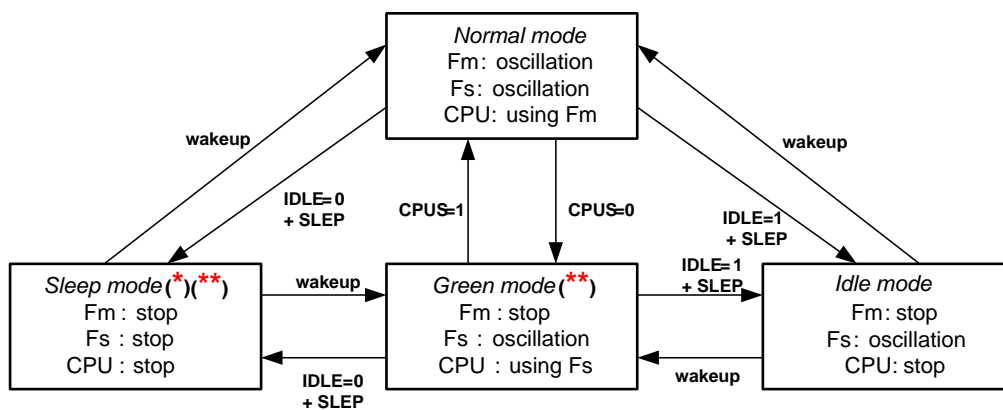 Normal mode
Fm: oscillation
Fs: oscillation
CPU: using Fm
wakeup
wakeup
IDLE=0
+ SLEP
CPUS=1
CPUS=0
IDLE=1
+ SLEP
Sleep mode(*)(**)
Fm : stop
Fs : stop
CPU : stop
wakeup
IDLE=0
+ SLEP
Green mode(**)
Fm : stop
Fs : oscillation
CPU : using Fs
IDLE=1
+ SLEP
wakeup
Idle mode
Fm: stop
Fs: oscillation
CPU: stop